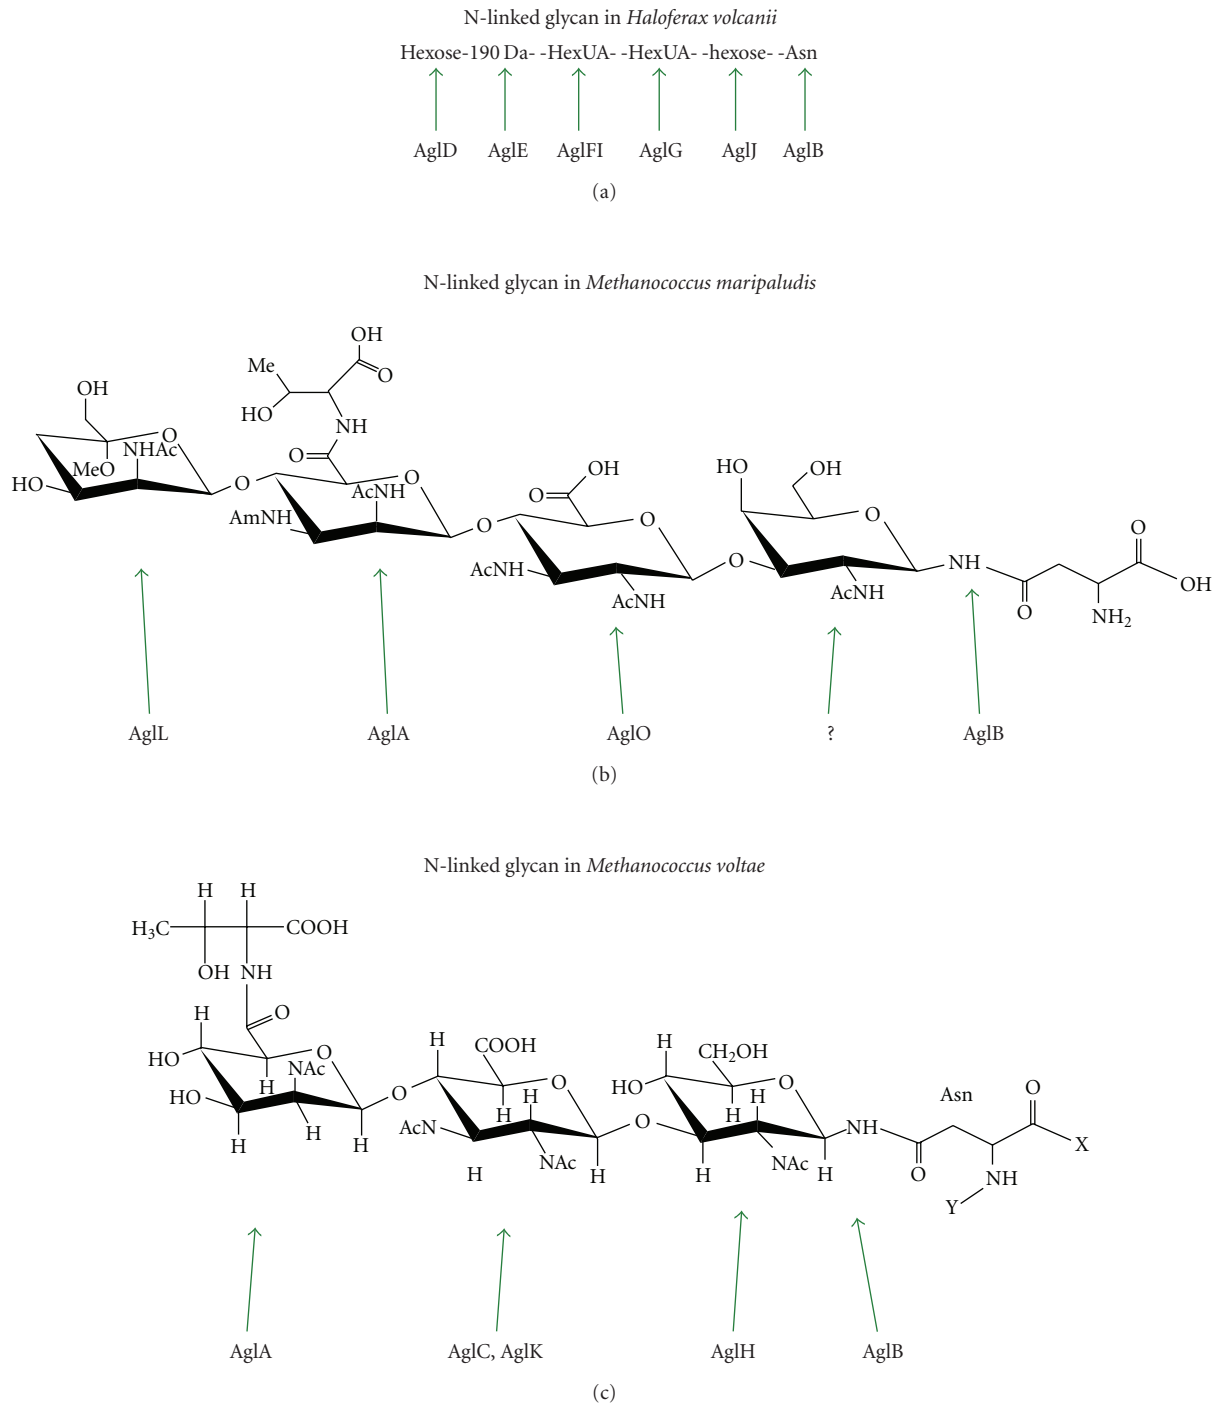 N-linked glycan in Haloferax volcanii
Hexose-190 Da- -HexUA- -HexUA- -hexose- -Asn
AglD AglE AglFI AglG AglJ AglB
(a)
N-linked glycan in Methanococcus maripaludis
OH
Me
O
OH
HO
NH
O
O
NHAc
MeO
HO
O
O
AcNH
AmNH
O
OH
O
O
AcNH
AcNH
O
HO
OH
O
AcNH
NH
O
O
OH
NH2
AglL AglA AglO ? AglB
(b)
N-linked glycan in Methanococcus voltae
H H
H3C COOH
OH NH
H
O
HO
O
NAc
H
HO
H
H
H
O
H
COOH
O
H
H
AcN
NAc
H
H
O
H
CH2OH
HO
O
H
H
NAc
H
H
NH
Asn
O
O
X
NH
Y
AglA AglC, AglK AglH AglB
(c)